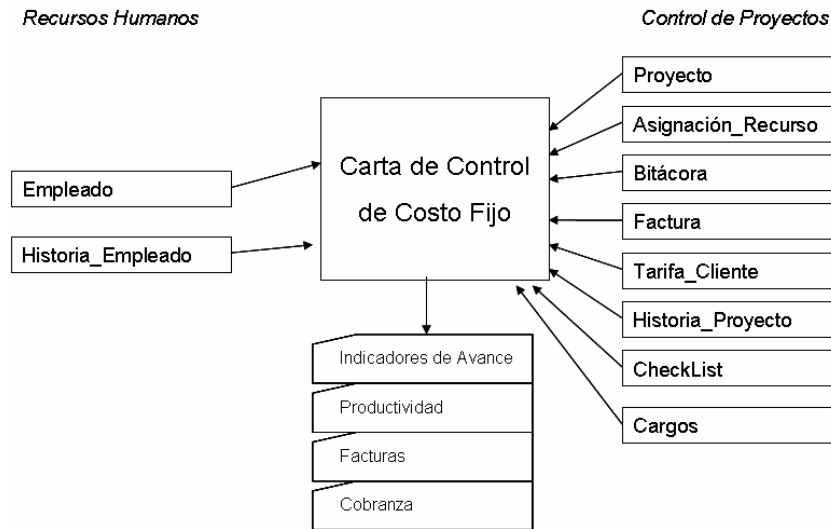 Recursos Humanos
Control de Proyectos
Empleado
Historia_Empleado
Carta de Control
de Costo Fijo
Proyecto
Asignación_Recurso
Bitácora
Factura
Tarifa_Cliente
Historia_Proyecto
CheckList
Cargos
Indicadores de Avance
Productividad
Facturas
Cobranza